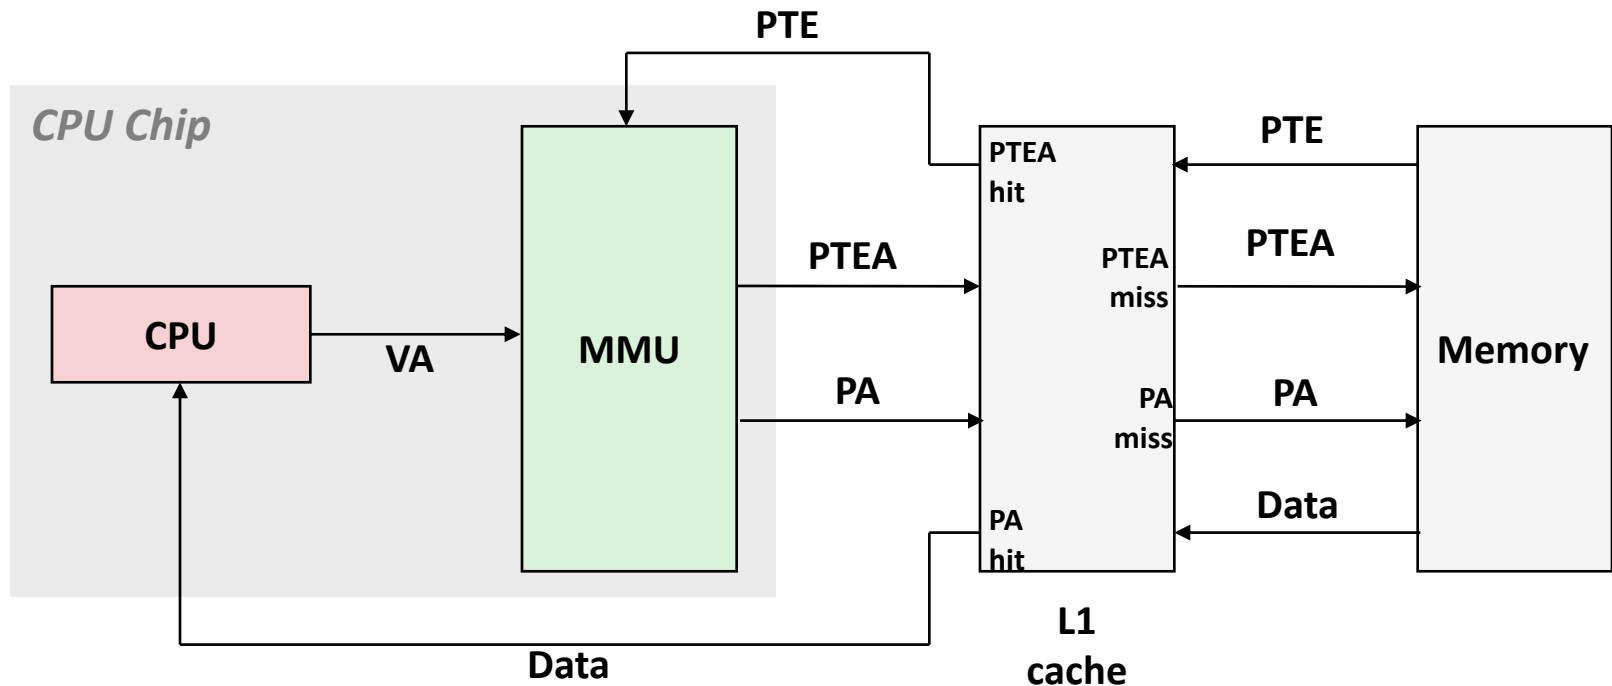 PTE
CPU Chip
PTEA
hit
PTE
PTEA
PTEA
miss
PTEA
CPU
VA
MMU
Memory
PA
PA
miss
PA
PA
hit
Data
Data
L1
cache